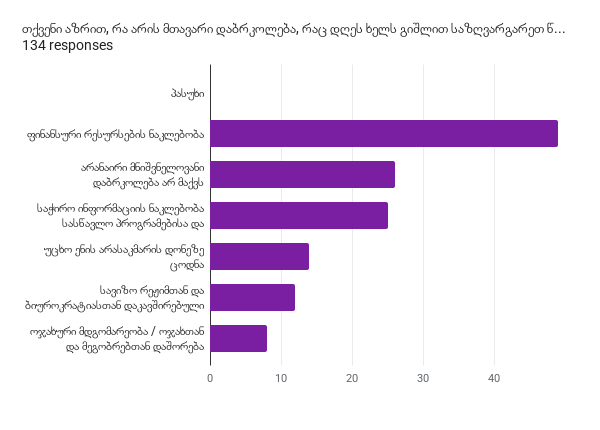 თქვენი აზრით, რა არის მთავარი დაბრკოლება, რაც დღეს ხელს გიშლით საზღვარგარეთ წ...
134 responses
პასუხი
ფინანსური რესურსების ნაკლებობა
არანაირი მნიშვნელოვანი
დაბრკოლება არ მაქვს
საჭირო ინფორმაციის ნაკლებობა
სასწავლო პროგრამებისა და
უცხო ენის არასაკმარის დონეზე
ცოდნა
სავიზო რეჟიმთან და
ბიუროკრატიასთან დაკავშირებული
ოჯახური მდგომარეობა / ოჯახთან
და მეგობრებთან დაშორება
0 10 20 30 40